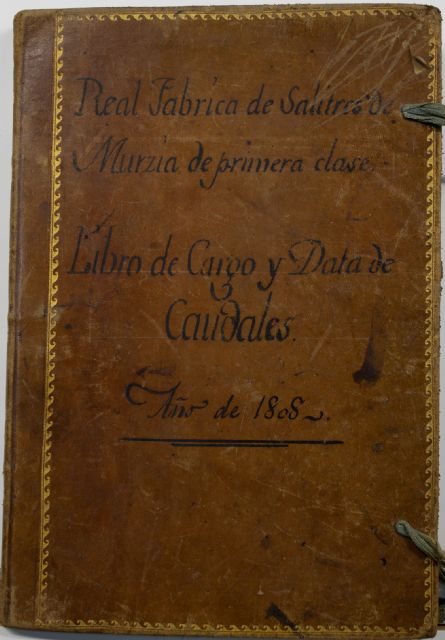 Real Fabrica de Salitres de
Murzia de primera clase.
Libro de Cargo y Data de
Caudales.
Año de 1808.